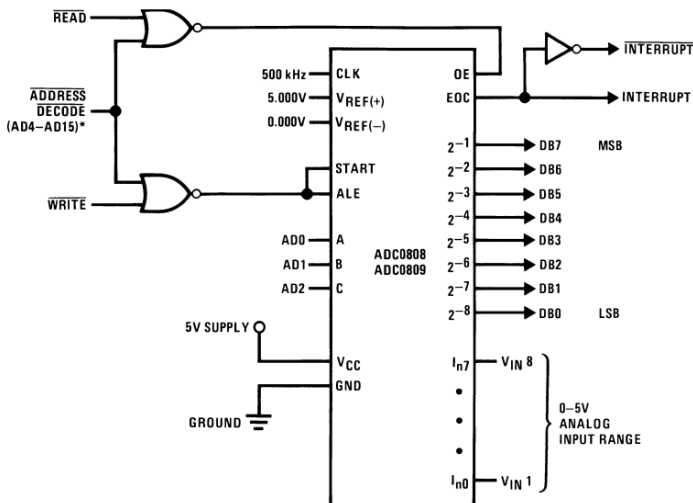 READ
500 kHz
CLK
OE
INTERRUPT
ADDRESS
DECODE
(AD4–AD15)*
5.000V
VREF(+)
EOC
INTERRUPT
0.000V
VREF(−)
2−1
DB7
MSB
START
2−2
DB6
WRITE
ALE
2−3
DB5
2−4
DB4
AD0
A
ADC0808
ADC0809
2−5
DB3
AD1
B
2−6
DB2
AD2
C
2−7
DB1
2−8
DB0
LSB
5V SUPPLY
VCC
In7
VIN 8
GND
GROUND
0–5V
ANALOG
INPUT RANGE
In0
VIN 1